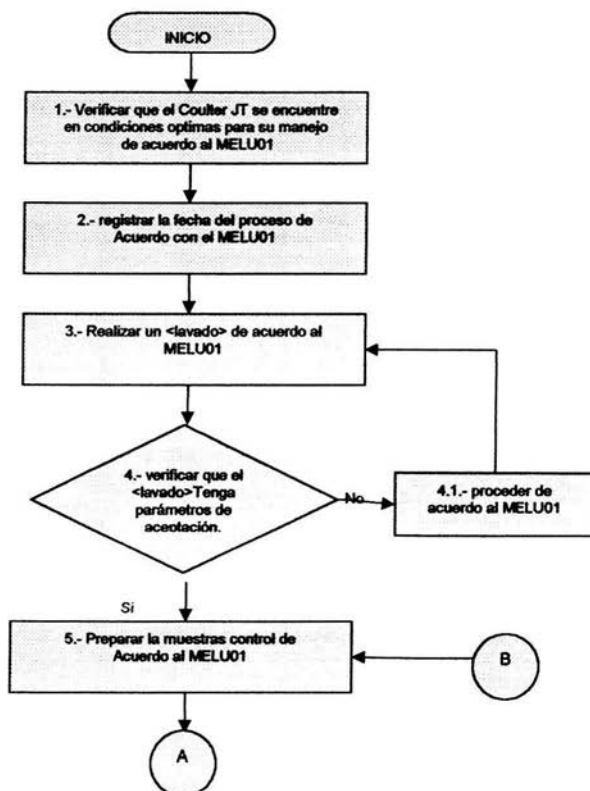 INICIO
1.- Verificar que el Coulter JT se encuentre
en condiciones optimas para su manejo
de acuerdo al MELU01
2.- registrar la fecha del proceso de
Acuerdo con el MELU01
3.- Realizar un <lavado> de acuerdo al
MELU01
4.- verificar que el
<lavado>Tenga
parámetros de
aceptación.
No
4.1.- proceder de
acuerdo al MELU01
Si
5.- Preparar la muestras control de
Acuerdo al MELU01
B
A